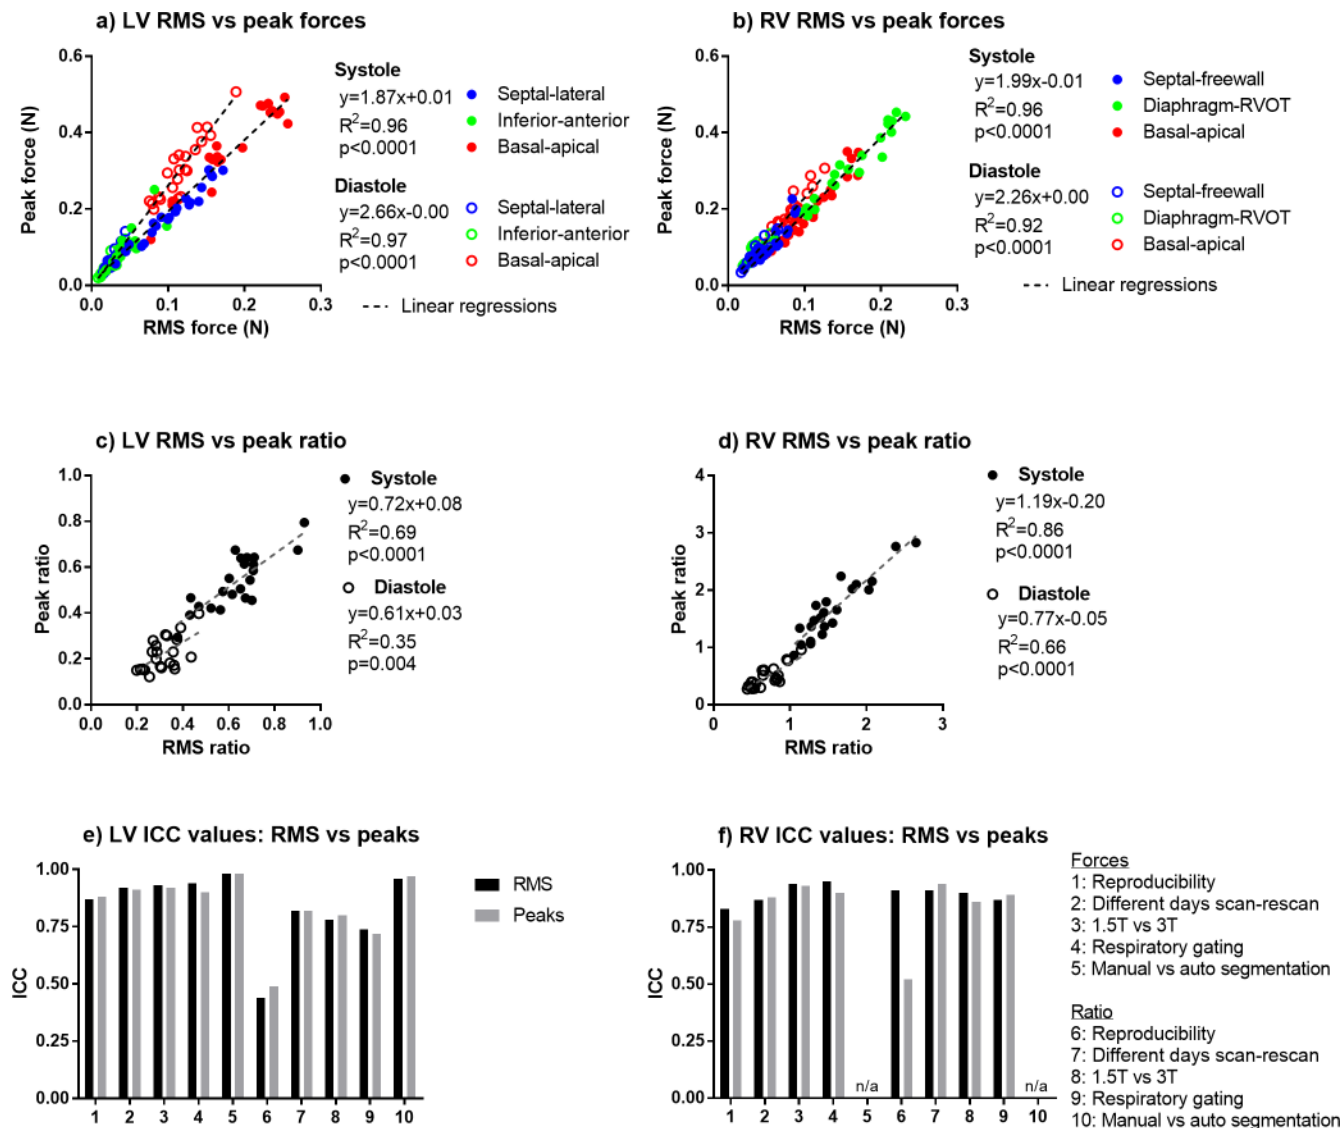 a) LV RMS vs peak forces
Peak force (N)
0.6
0.4
0.2
0.0
0.0 0.1 0.2 0.3
RMS force (N)
Systole
y=1.87x+0.01
R²=0.96
p<0.0001
Septal-lateral
Inferior-anterior
Basal-apical
Diastole
y=2.66x-0.00
R²=0.97
p<0.0001
Septal-lateral
Inferior-anterior
Basal-apical
Linear regressions
b) RV RMS vs peak forces
Peak force (N)
0.6
0.4
0.2
0.0
0.0 0.1 0.2 0.3
RMS force (N)
Systole
y=1.99x-0.01
R²=0.96
p<0.0001
Septal-freewall
Diaphragm-RVOT
Basal-apical
Diastole
y=2.26x+0.00
R²=0.92
p<0.0001
Septal-freewall
Diaphragm-RVOT
Basal-apical
Linear regressions
c) LV RMS vs peak ratio
Peak ratio
1.0
0.8
0.6
0.4
0.2
0.0
0.0 0.2 0.4 0.6 0.8 1.0
RMS ratio
Systole
y=0.72x+0.08
R²=0.69
p<0.0001
Diastole
y=0.61x+0.03
R²=0.35
p=0.004
d) RV RMS vs peak ratio
Peak ratio
4
3
2
1
0
0 1 2 3
RMS ratio
Systole
y=1.19x-0.20
R²=0.86
p<0.0001
Diastole
y=0.77x-0.05
R²=0.66
p<0.0001
e) LV ICC values: RMS vs peaks
ICC
1.00
0.75
0.50
0.25
0.00
1 2 3 4 5 6 7 8 9 10
RMS
Peaks
f) RV ICC values: RMS vs peaks
ICC
1.00
0.75
0.50
0.25
0.00
n/a
n/a
1 2 3 4 5 6 7 8 9 10
Forces
1: Reproducibility
2: Different days scan-rescan
3: 1.5T vs 3T
4: Respiratory gating
5: Manual vs auto segmentation
Ratio
6: Reproducibility
7: Different days scan-rescan
8: 1.5T vs 3T
9: Respiratory gating
10: Manual vs auto segmentation